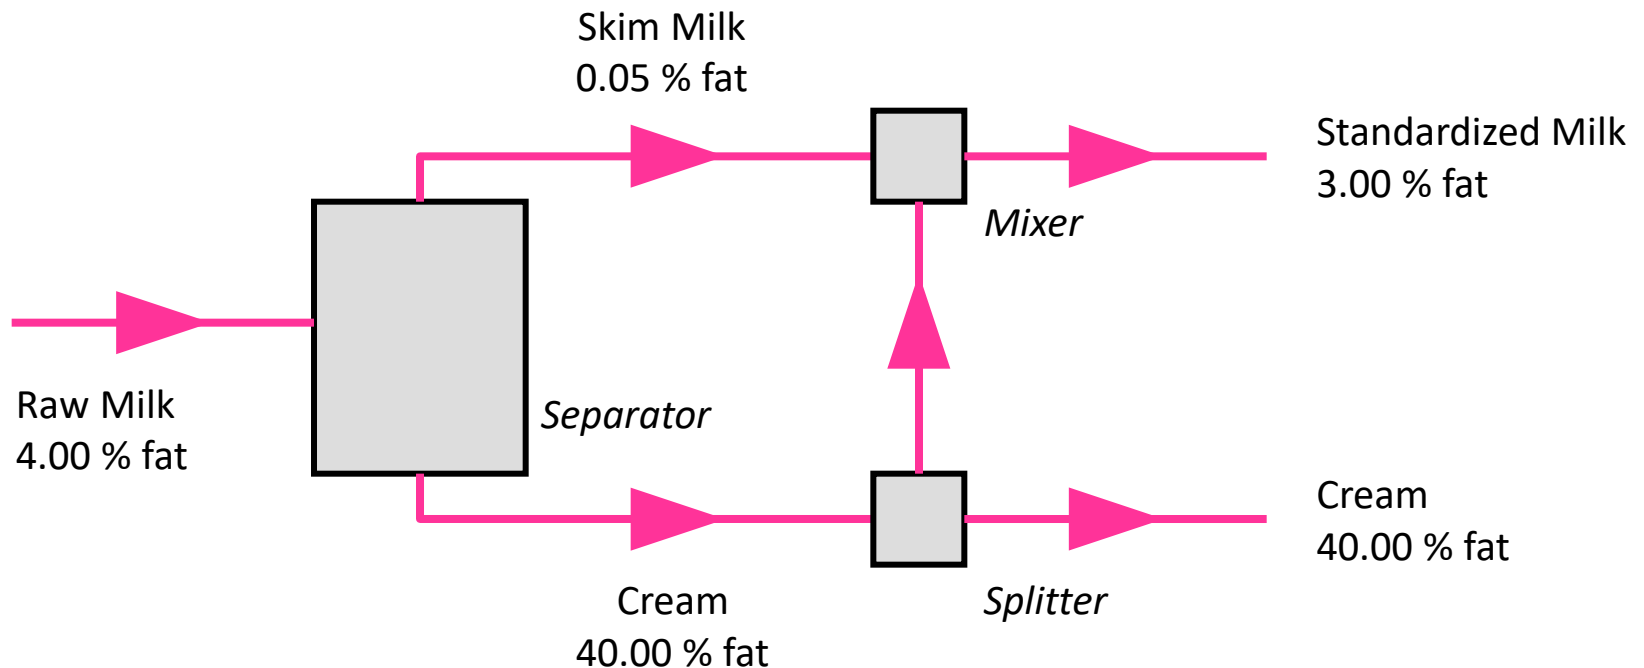 Skim Milk
0.05 % fat
Standardized Milk
3.00 % fat
Mixer
Raw Milk
4.00 % fat
Separator
Cream
40.00 % fat
Splitter
Cream
40.00 % fat